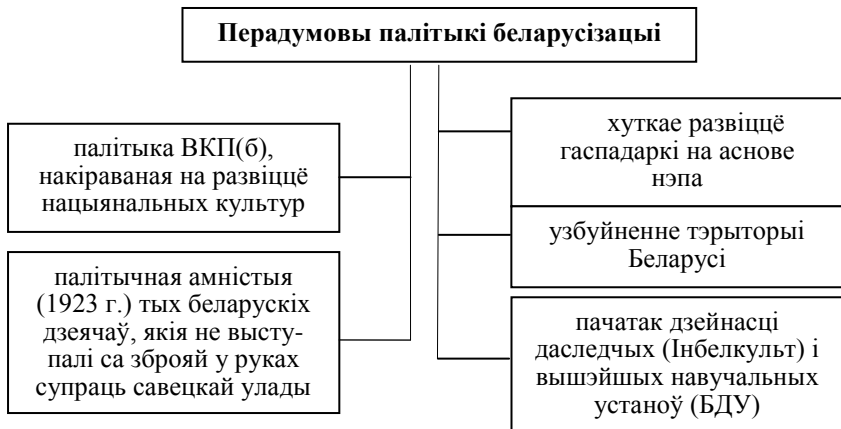 Перадумовы палітыкі беларусізацыі
палітыка ВКП(б),
накіраваная на развіццё
нацыянальных культур
палітычная амністыя
(1923 г.) тых беларускіх
дзеячаў, якія не высту-
палі са зброяй у руках
супраць савецкай улады
хуткае развіццё
гаспадаркі на аснове
нэпа
узбуйненне тэрыторыі
Беларусі
пачатак дзейнасці
даследчых (Інбелкульт) і
вышэйшых навучальных
устаноў (БДУ)